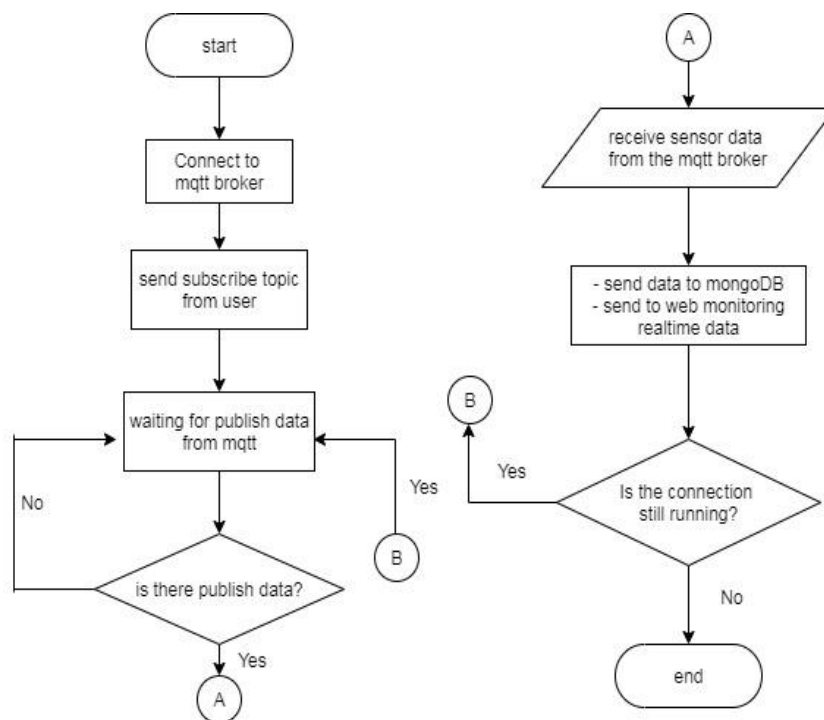 start
Connect to
mqtt broker
send subscribe topic
from user
waiting for publish data
from mqtt
No
Yes
B
is there publish data?
Yes
A
A
receive sensor data
from the mqtt broker
- send data to mongoDB
- send to web monitoring
realtime data
B
Yes
Is the connection
still running?
No
end